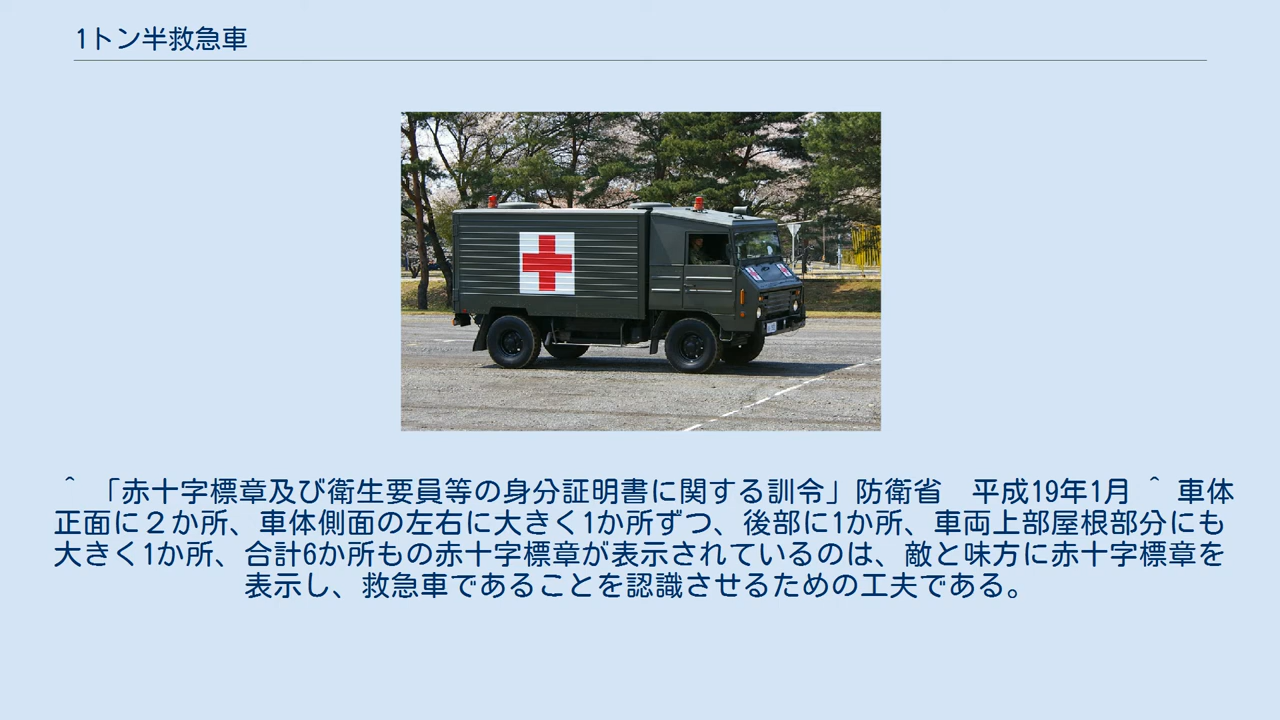 1トン半救急車
^ 「赤十字標章及び衛生要員等の身分証明書に関する訓令」防衛省　平成19年1月 ^ 車体
正面に２か所、車体側面の左右に大きく1か所ずつ、後部に1か所、車両上部屋根部分にも
大きく1か所、合計6か所もの赤十字標章が表示されているのは、敵と味方に赤十字標章を
表示し、救急車であることを認識させるための工夫である。